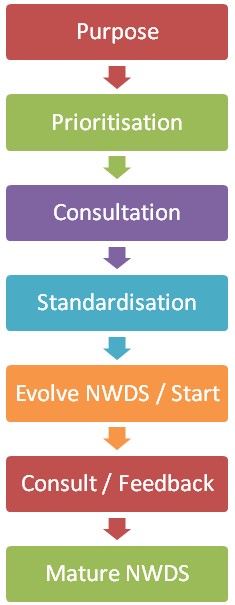 Purpose
Prioritisation
Consultation
Standardisation
Evolve NWDS / Start
Consult / Feedback
Mature NWDS